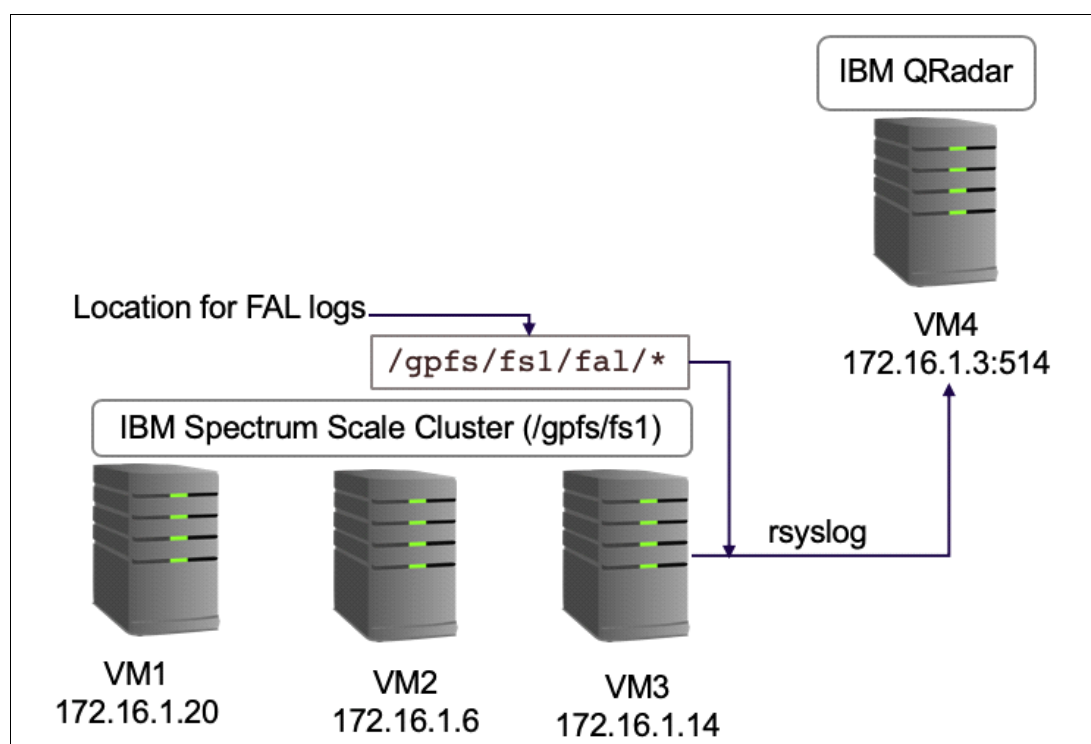 IBM QRadar
Location for FAL logs
/gpfs/fs1/fal/*
VM4
172.16.1.3:514
IBM Spectrum Scale Cluster (/gpfs/fs1)
rsyslog
VM1
172.16.1.20
VM2
172.16.1.6
VM3
172.16.1.14